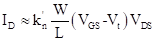 I_D ≈ k'_n W/L (V_GS-V_t)V_DS